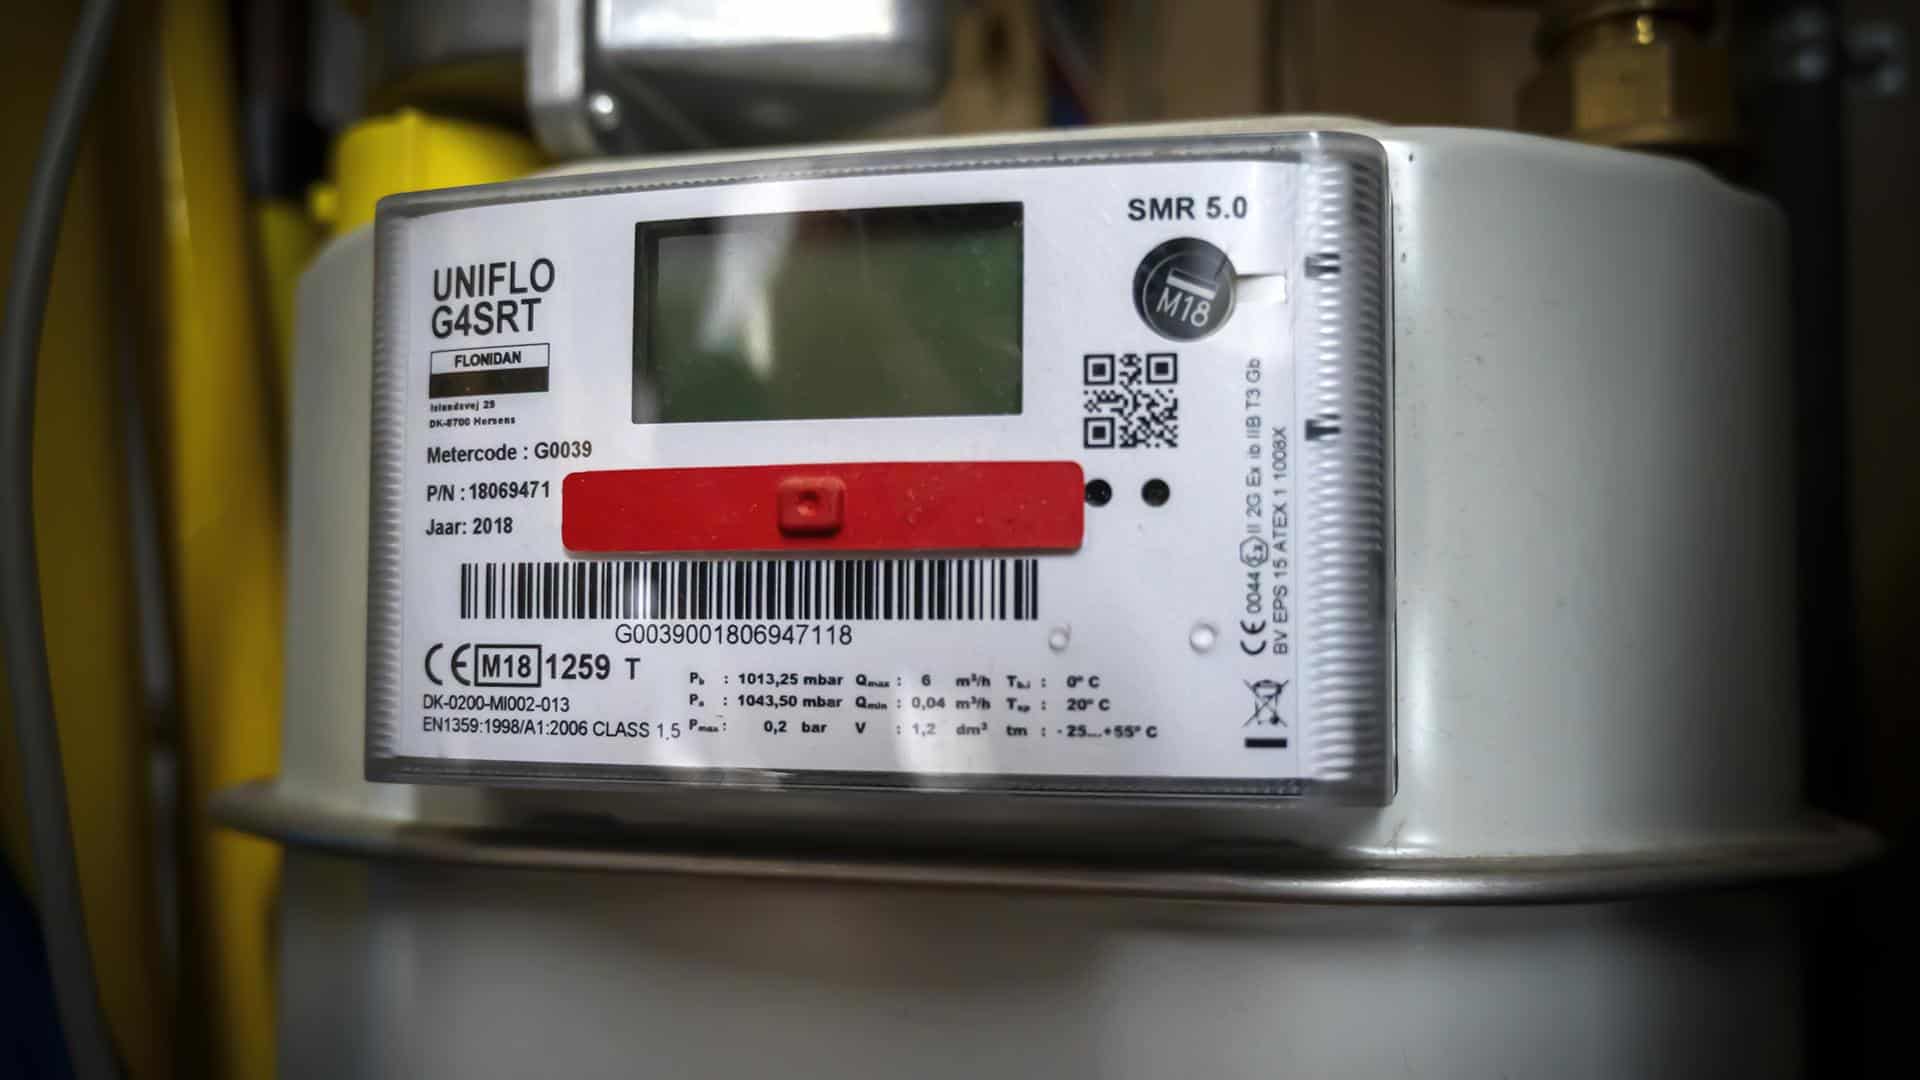 SMR 5.0
UNIFLO
G4SRT
M18
FLONIDAN
Islandsvej 29
DK-8700 Horsens
Metercode : G0039
P/N : 18069471
Jaar: 2018
G0039001806947118
CE M18 1259 T
DK-0200-MI002-013
EN1359:1998/A1:2006 CLASS 1,5
Pb : 1013,25 mbar Qmax : 6 m³/h Tb,i : 0° C
Pa : 1043,50 mbar Qmin : 0,04 m³/h Tsp : 20° C
Pmax : 0,2 bar V : 1,2 dm³ tm : - 25...+55° C
CE 0044 Ex II 2G Ex ib IIB T3 Gb
BV EPS 15 ATEX 1 1008X